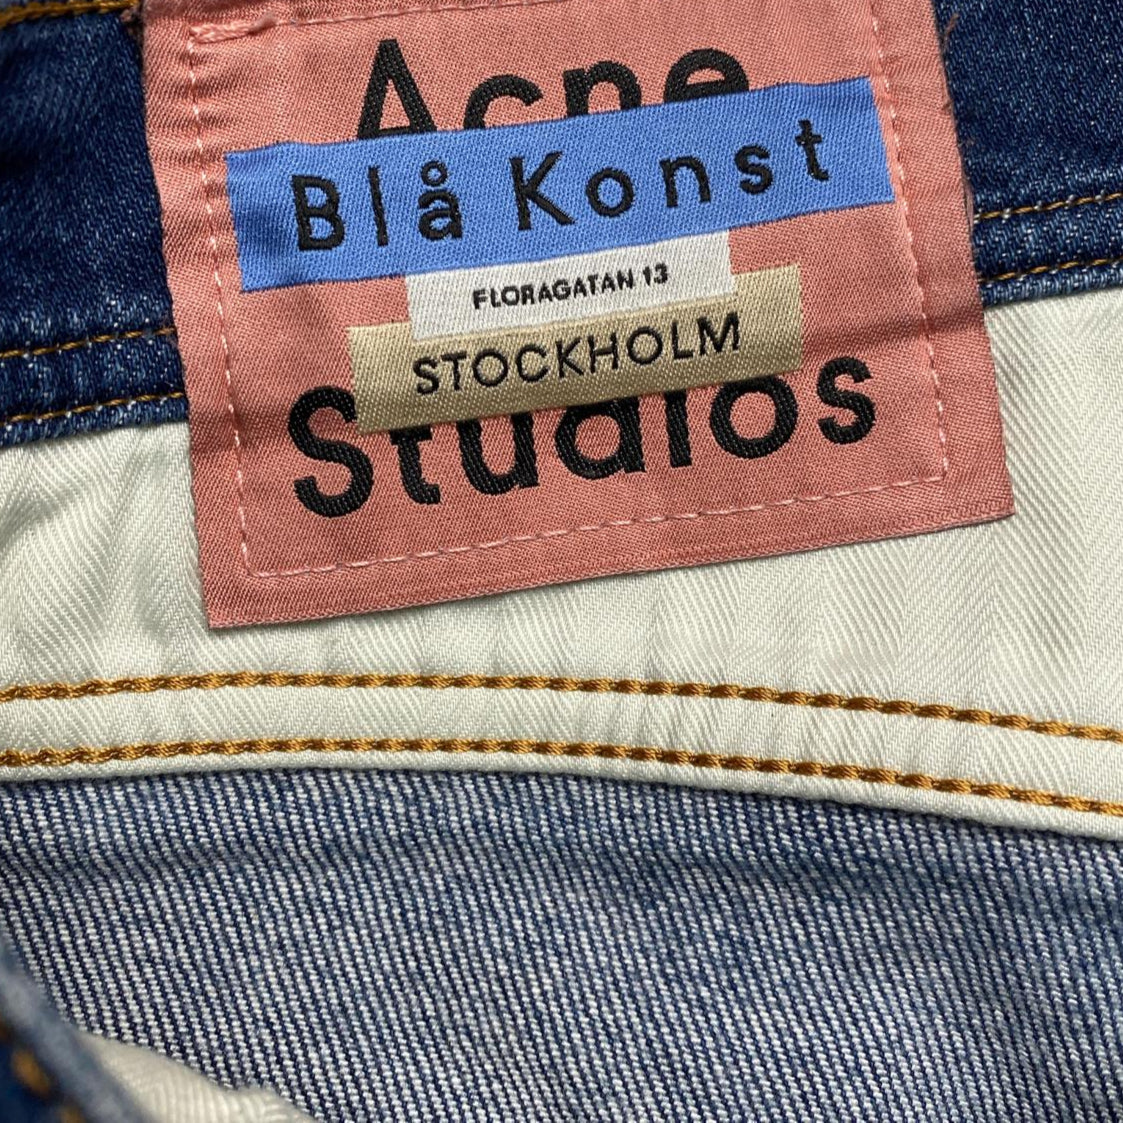 Acne
Blå Konst
FLORAGATAN 13
STOCKHOLM
Studios